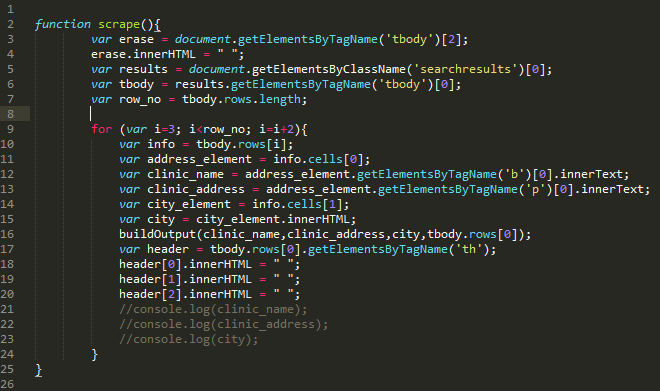 1
2 function scrape(){
3 var erase = document.getElementsByTagName('tbody')[2];
4 erase.innerHTML = " ";
5 var results = document.getElementsByClassName('searchresults')[0];
6 var tbody = results.getElementsByTagName('tbody')[0];
7 var row_no = tbody.rows.length;
8
9 for (var i=3; i<row_no; i=i+2){
10 var info = tbody.rows[i];
11 var address_element = info.cells[0];
12 var clinic_name = address_element.getElementsByTagName('b')[0].innerText;
13 var clinic_address = address_element.getElementsByTagName('p')[0].innerText;
14 var city_element = info.cells[1];
15 var city = city_element.innerHTML;
16 buildOutput(clinic_name,clinic_address,city,tbody.rows[0]);
17 var header = tbody.rows[0].getElementsByTagName('th');
18 header[0].innerHTML = " ";
19 header[1].innerHTML = " ";
20 header[2].innerHTML = " ";
21 //console.log(clinic_name);
22 //console.log(clinic_address);
23 //console.log(city);
24 }
25 }
26